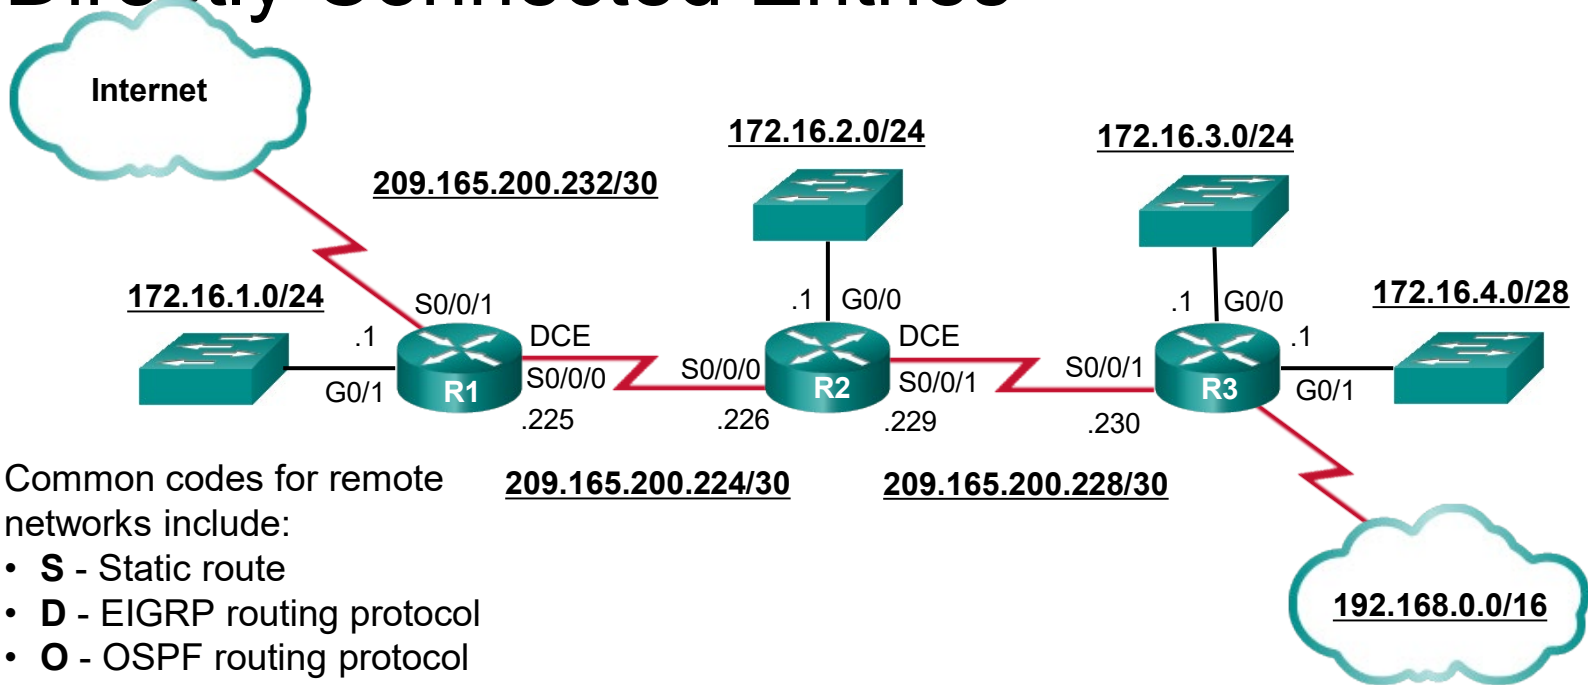 Directly Connected Entries
Internet
172.16.2.0/24
172.16.3.0/24
209.165.200.232/30
172.16.1.0/24
S0/0/1
.1
G0/0
.1
G0/0
172.16.4.0/28
.1
DCE
DCE
.1
G0/1
R1
S0/0/0
S0/0/0
R2
S0/0/1
S0/0/1
R3
G0/1
.225
.226
.229
.230
209.165.200.224/30
209.165.200.228/30
Common codes for remote
networks include:
• S - Static route
• D - EIGRP routing protocol
• O - OSPF routing protocol
192.168.0.0/16